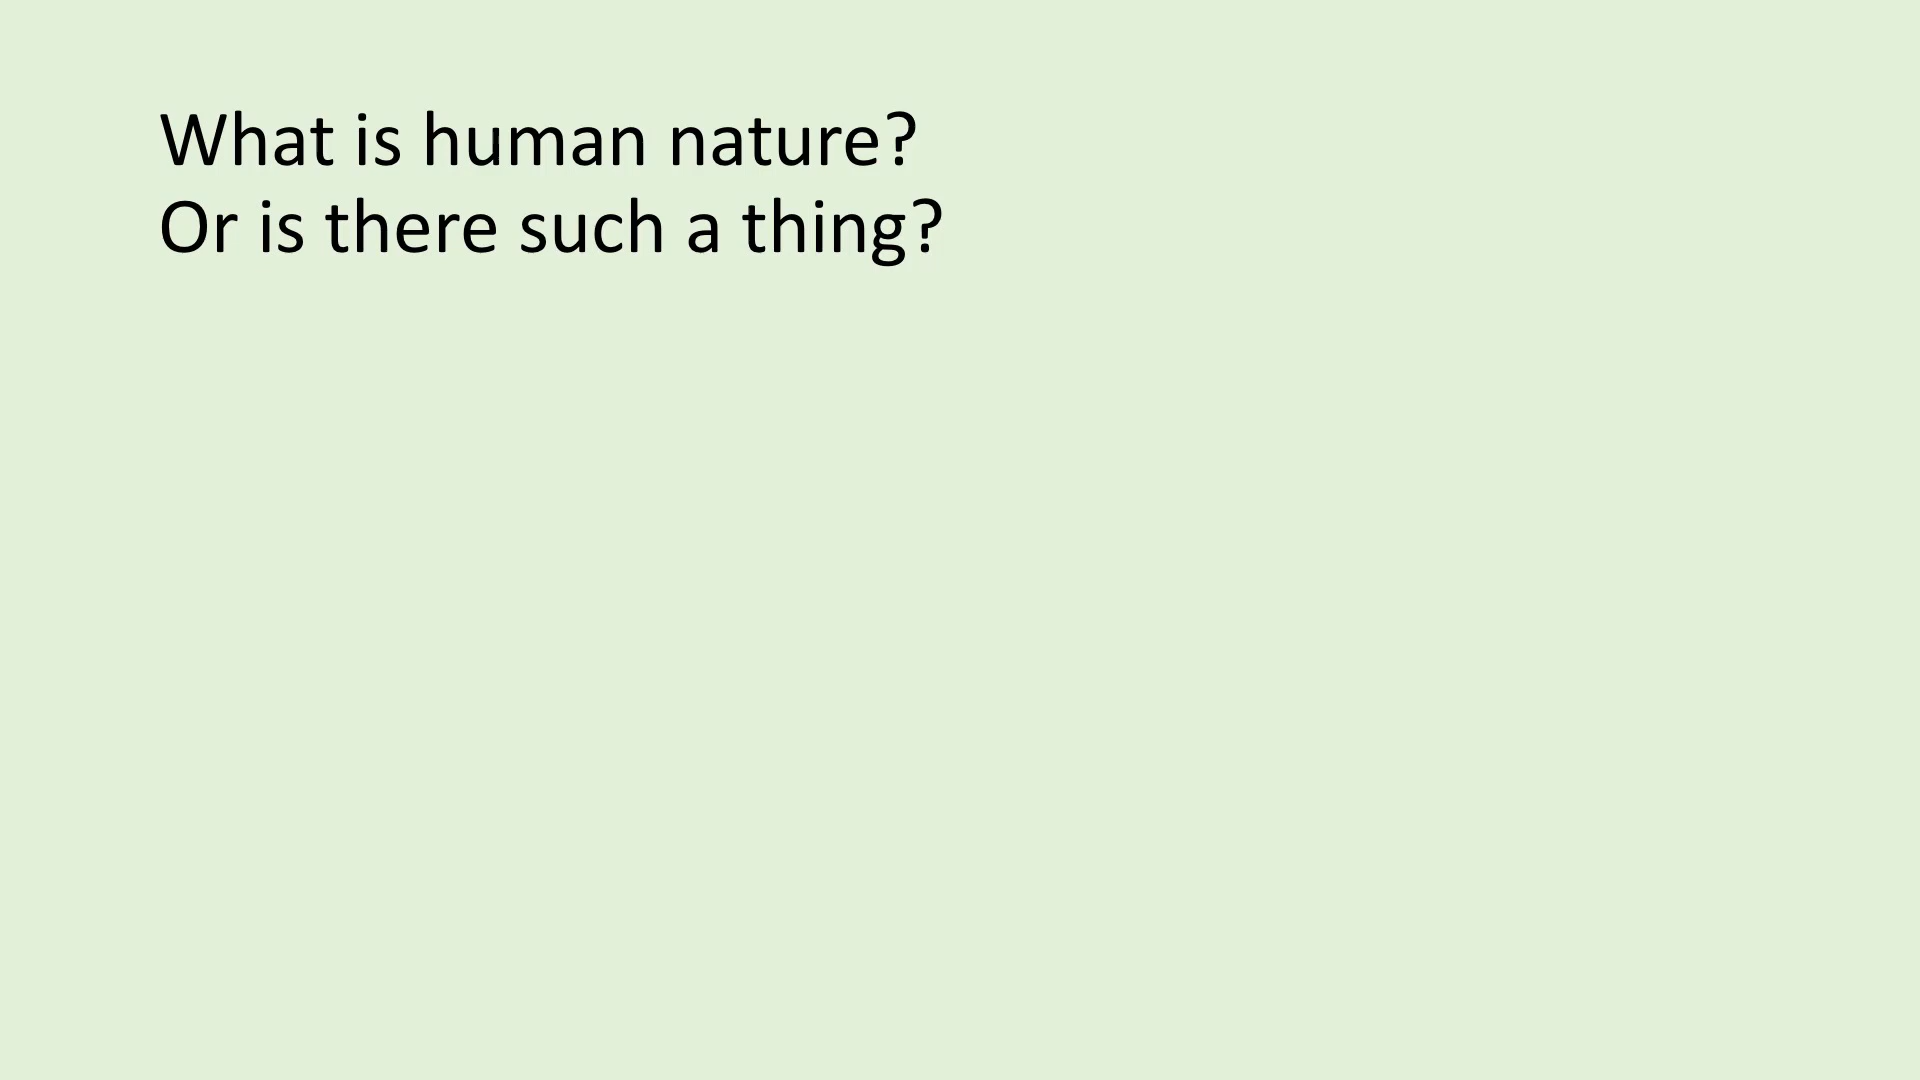 What is human nature?
Or is there such a thing?